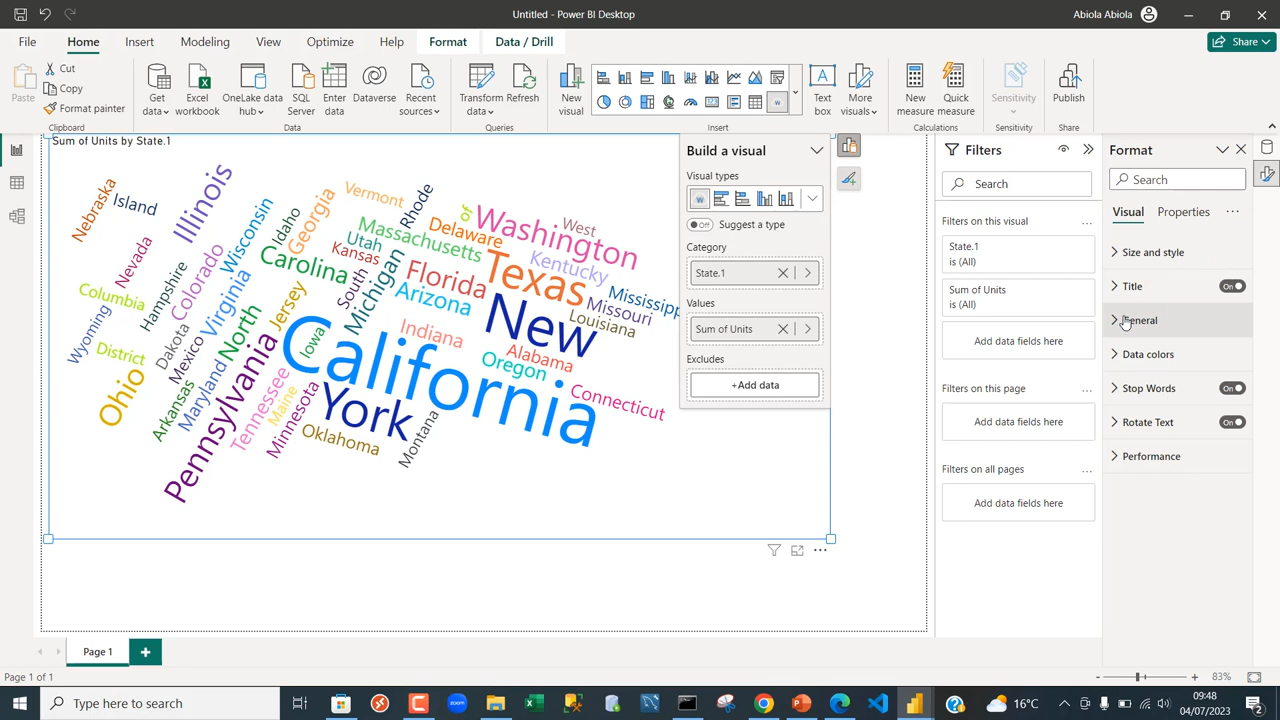 Untitled - Power BI Desktop
Abiola Abiola
File Home Insert Modeling View Optimize Help Format Data / Drill
Share
Paste
Cut
Copy
Format painter
Clipboard
Get data
Excel workbook
OneLake data hub
SQL Server
Enter data
Dataverse
Recent sources
Data
Transform data
Refresh
Queries
New visual
Text box
More visuals
Insert
New measure
Quick measure
Calculations
Sensitivity
Sensitivity
Publish
Share
Sum of Units by State.1
Nebraska
Island
Illinois
Wisconsin
Idaho
Georgia
Vermont
Rhode
of
Washington
West
Nevada
Colorado
Carolina
Utah
Kansas
Massachusetts
Delaware
Kentucky
Columbia
Hampshire
Virginia
Jersey
South
Michigan
Florida
Texas
Mississipp
Wyoming
Dakota
Mexico
North
Iowa
Arizona
New
Missouri
Louisiana
District
Ohio
Arkansas
Maryland
Pennsylvania
Tennessee
Maine
Minnesota
California
York
Indiana
Oregon
Alabama
Connecticut
Oklahoma
Montana
Build a visual
Visual types
w
Off
Suggest a type
Category
State.1
Values
Sum of Units
Excludes
+Add data
Filters
Search
Filters on this visual
State.1
is (All)
Sum of Units
is (All)
Add data fields here
Filters on this page
Add data fields here
Filters on all pages
Add data fields here
Format
Search
Visual Properties
Size and style
Title On
General
Data colors
Stop Words On
Rotate Text On
Performance
Page 1
Page 1 of 1
83%
Type here to search
16°C
09:48
04/07/2023